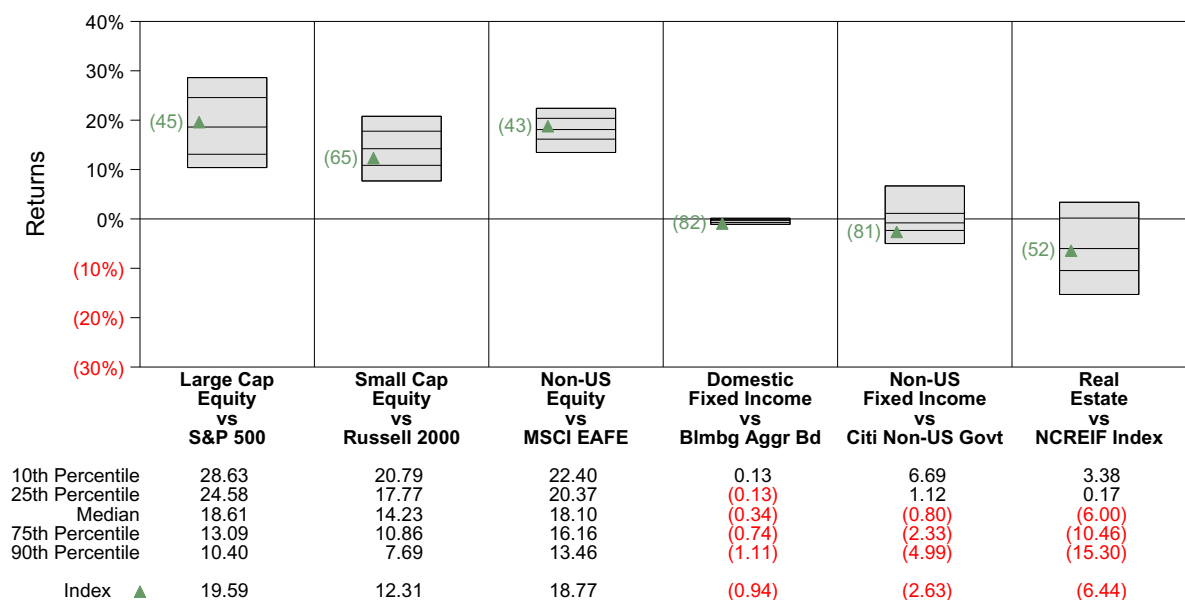 40%
30%
20%
10%
0%
(10%)
(20%)
(30%)
Returns
(45)
(65)
(43)
(82)
(81)
(52)
Large Cap
Equity
vs
S&P 500
Small Cap
Equity
vs
Russell 2000
Non-US
Equity
vs
MSCI EAFE
Domestic
Fixed Income
vs
Blmbg Aggr Bd
Non-US
Fixed Income
vs
Citi Non-US Govt
Real
Estate
vs
NCREIF Index
10th Percentile 28.63 20.79 22.40 0.13 6.69 3.38
25th Percentile 24.58 17.77 20.37 (0.13) 1.12 0.17
Median 18.61 14.23 18.10 (0.34) (0.80) (6.00)
75th Percentile 13.09 10.86 16.16 (0.74) (2.33) (10.46)
90th Percentile 10.40 7.69 13.46 (1.11) (4.99) (15.30)
Index ▲ 19.59 12.31 18.77 (0.94) (2.63) (6.44)